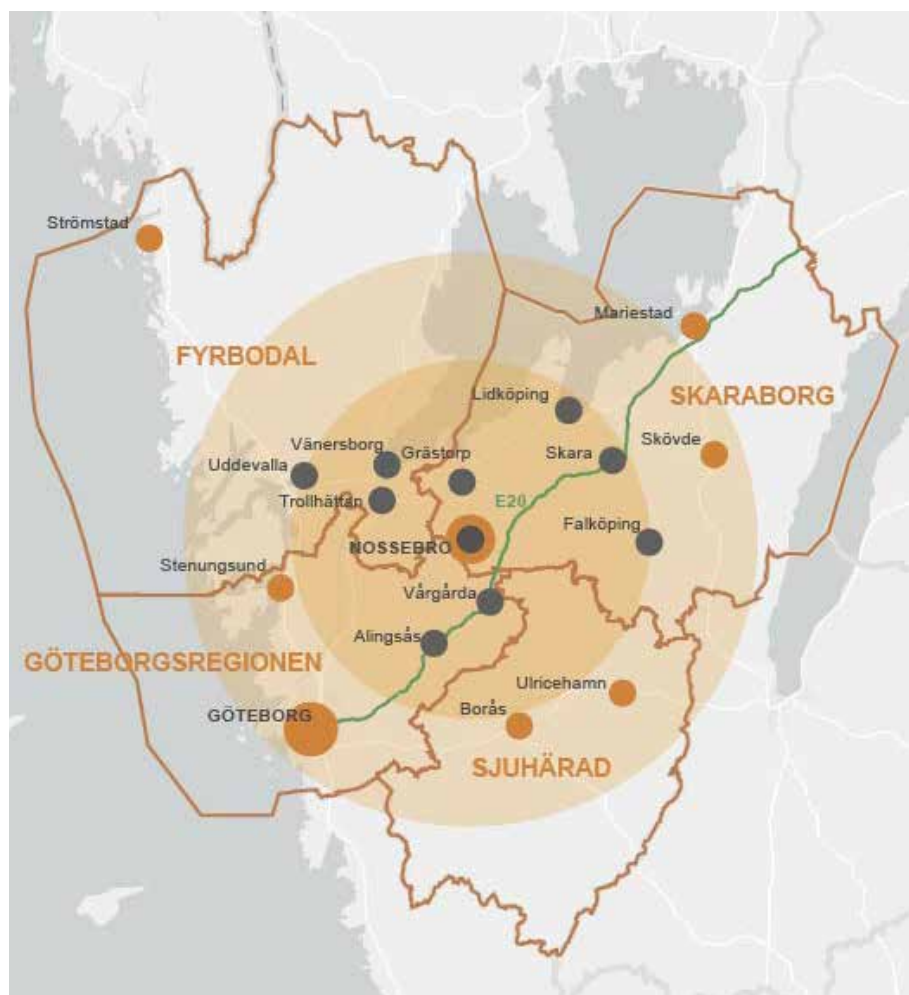 Strömstad
Mariestad
FYRBODAL
SKARABORG
Lidköping
Vänersborg
Grästorp
Skara
Skövde
Uddevalla
Trollhättan
E20
Falköping
NOSSEBRO
Stenungsund
Vårgårda
Alingsås
GÖTEBORGSREGIONEN
Ulricehamn
GÖTEBORG
Borås
SJUHÄRAD